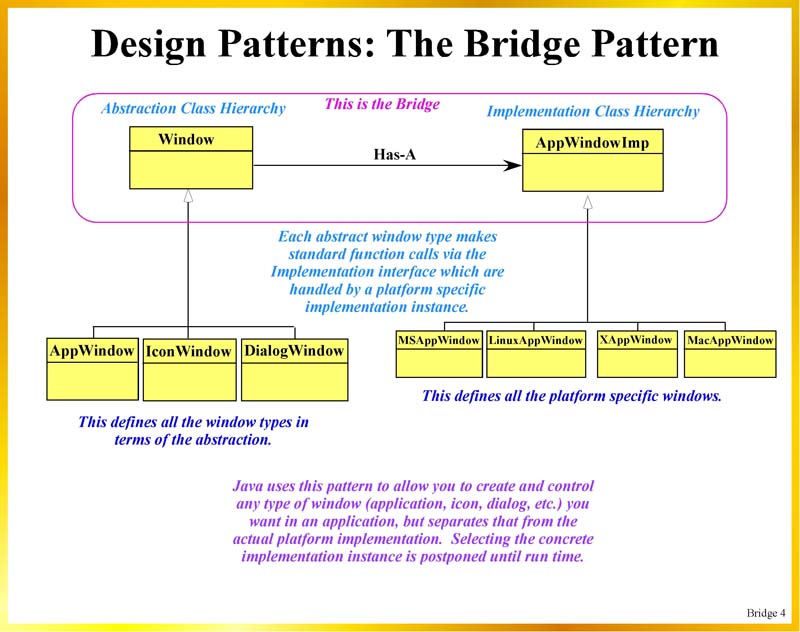 Design Patterns: The Bridge Pattern
Abstraction Class Hierarchy
This is the Bridge
Implementation Class Hierarchy
Window
Has-A
AppWindowImp
Each abstract window type makes
standard function calls via the
Implementation interface which are
handled by a platform specific
implementation instance.
AppWindow
IconWindow
DialogWindow
MSAppWindow
LinuxAppWindow
XAppWindow
MacAppWindow
This defines all the window types in
terms of the abstraction.
This defines all the platform specific windows.
Java uses this pattern to allow you to create and control
any type of window (application, icon, dialog, etc.) you
want in an application, but separates that from the
actual platform implementation.  Selecting the concrete
implementation instance is postponed until run time.
Bridge 4